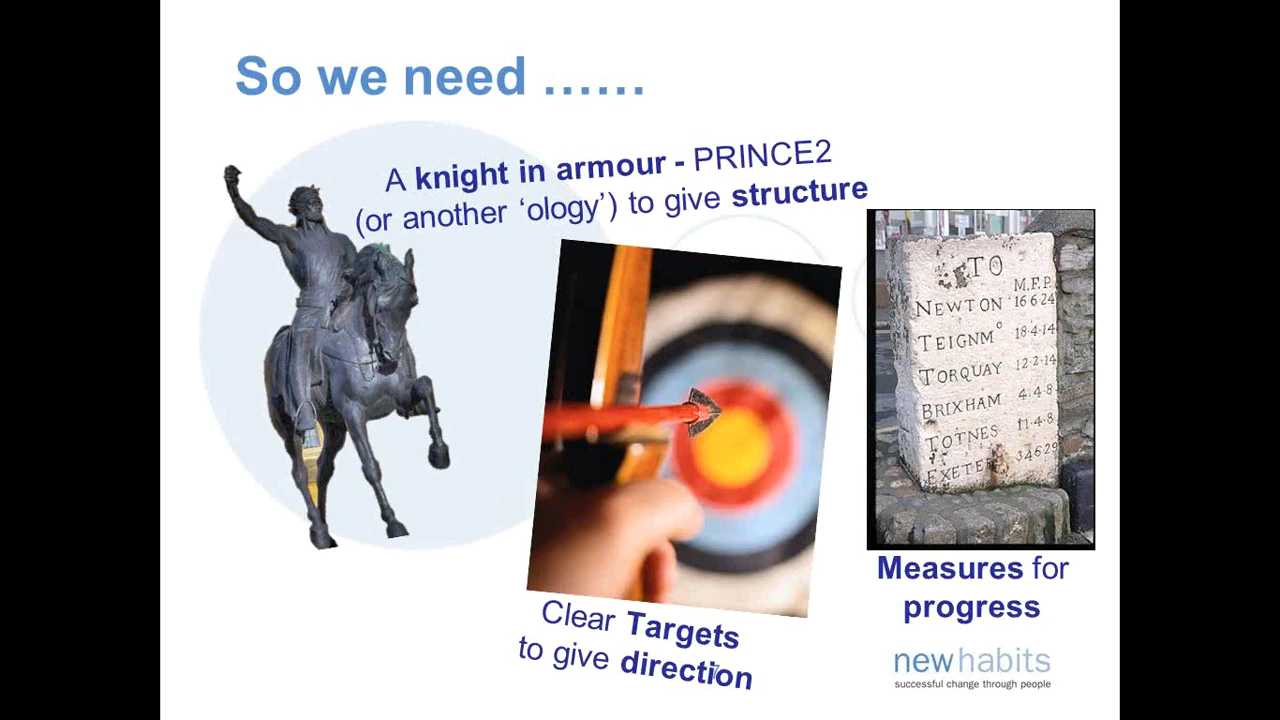 So we need ......
A knight in armour - PRINCE2
(or another ‘ology’) to give structure
TO
M.F.P.
NEWTON 16·6·24
TEIGNMº 18·4·14
TORQUAY 12·2·14
BRIXHAM 4·4·8
TOTNES 11·4·8
EXETER 34629
Clear Targets
to give direction
Measures for
progress
newhabits
successful change through people